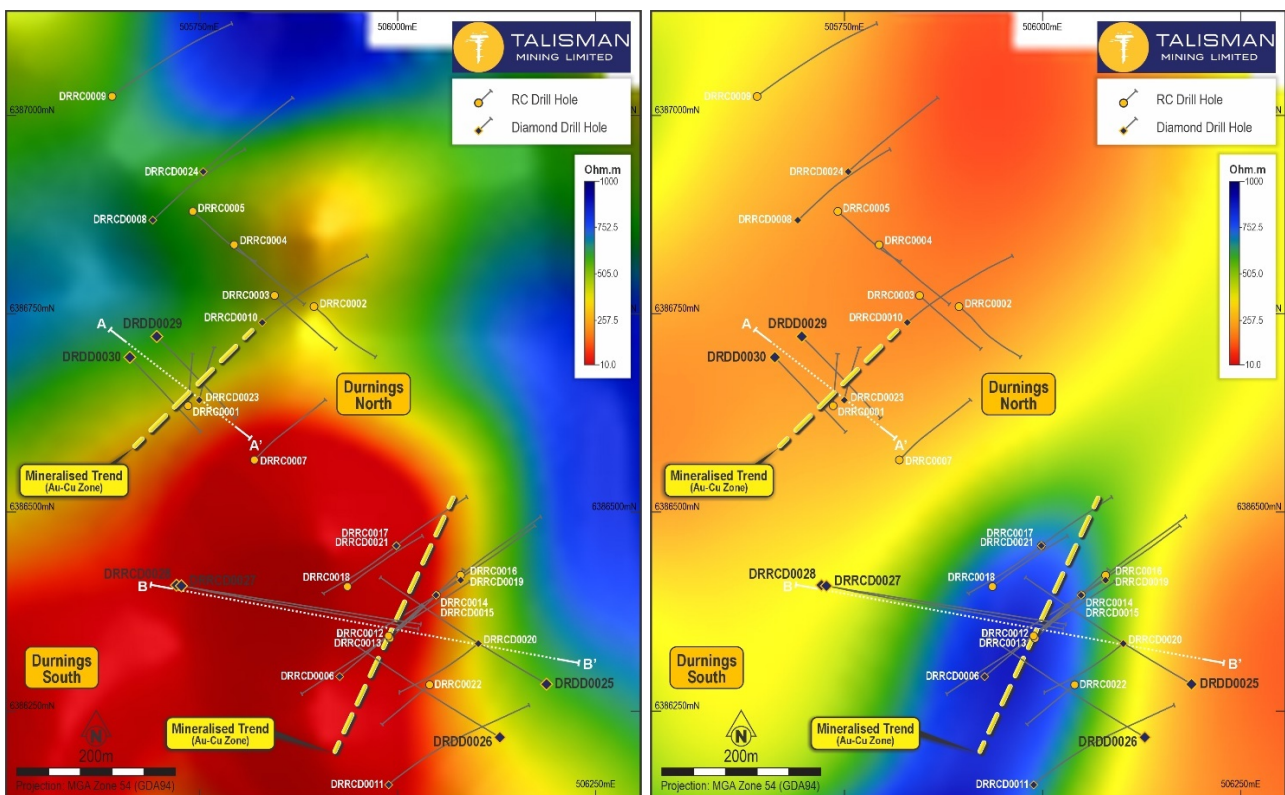 505750mE
506000mE
TALISMAN
MINING LIMITED
RC Drill Hole
Diamond Drill Hole
Ohm.m
1000
752.5
505.0
257.5
10.0
DRRC0009
6387000mN
DRRCD0024
DRRC0005
DRRCD0008
DRRC0004
DRRC0003
DRRC0002
6386750mN
A
DRDD0029
DRRCD0010
DRDD0030
DRRCD0023
DRRC0001
Durnings
North
A'
DRRC0007
Mineralised Trend
(Au-Cu Zone)
6386500mN
DRRC0017
DRRCD0021
DRRC0016
DRRCD0019
DRRC0018
DRRCD0027
B
DRRC0014
DRRCD0015
DRRC0012
DRRC0013
DRRCD0020
B'
Durnings
South
DRRCD0006
DRRC0022
DRDD0025
6386250mN
Mineralised Trend
(Au-Cu Zone)
DRDD0026
N
200m
DRRCD0011
Projection: MGA Zone 54 (GDA94)
506250mE
505750mE
506000mE
TALISMAN
MINING LIMITED
RC Drill Hole
Diamond Drill Hole
Ohm.m
1000
752.5
505.0
257.5
10.0
DRRC0009
6387000mN
DRRCD0024
DRRC0005
DRRCD0008
DRRC0004
DRRC0003
DRRC0002
6386750mN
A
DRDD0029
DRRCD0010
DRDD0030
DRRCD0023
DRRC0001
Durnings
North
A'
DRRC0007
Mineralised Trend
(Au-Cu Zone)
6386500mN
DRRC0017
DRRCD0021
DRRC0016
DRRCD0019
DRRC0018
DRRCD0028
DRRCD0027
B
DRRC0014
DRRCD0015
DRRC0012
DRRC0013
DRRCD0020
B'
Durnings
South
DRRCD0006
DRRC0022
DRDD0025
6386250mN
Mineralised Trend
(Au-Cu Zone)
DRDD0026
N
200m
DRRCD0011
Projection: MGA Zone 54 (GDA94)
506250mE